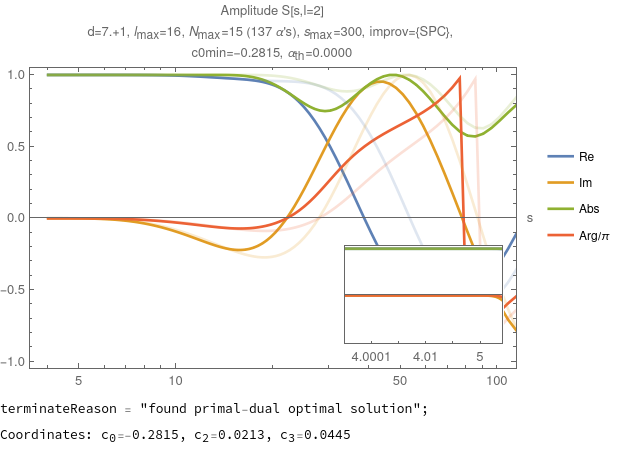 Amplitude S[s,l=2]
d=7.+1, lmax=16, Nmax=15 (137 α's), smax=300, improv={SPC},
c0min=-0.2815, αth=0.0000
1.0
0.5
0.0
-0.5
-1.0
s
Re
Im
Abs
Arg/π
4.0001 4.01 5
5 10 50 100
terminateReason = "found primal-dual optimal solution";
Coordinates: c0=-0.2815, c2=0.0213, c3=0.0445